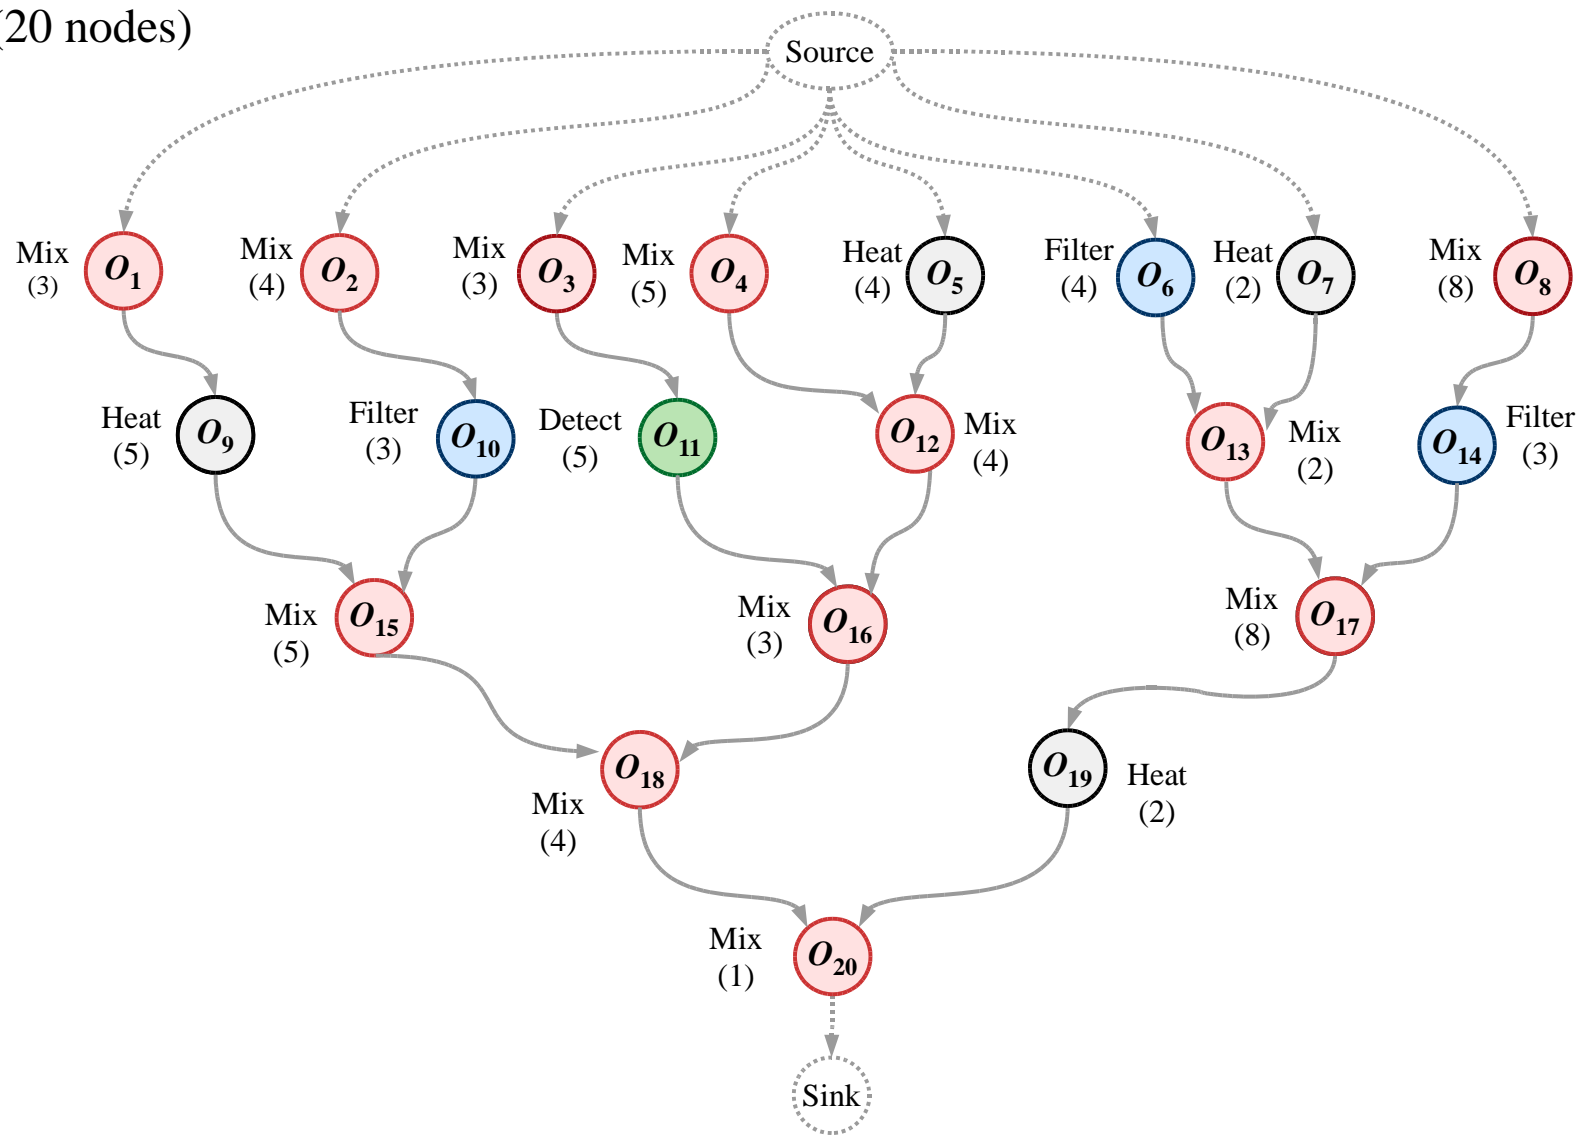 (20 nodes)
Source
Mix
(3)
O1
Mix
(4)
O2
Mix
(3)
O3
Mix
(5)
O4
Heat
(4)
O5
Filter
(4)
O6
Heat
(2)
O7
Mix
(8)
O8
Heat
(5)
O9
Filter
(3)
O10
Detect
(5)
O11
O12
Mix
(4)
O13
Mix
(2)
O14
Filter
(3)
Mix
(5)
O15
Mix
(3)
O16
Mix
(8)
O17
O18
Mix
(4)
O19
Heat
(2)
Mix
(1)
O20
Sink